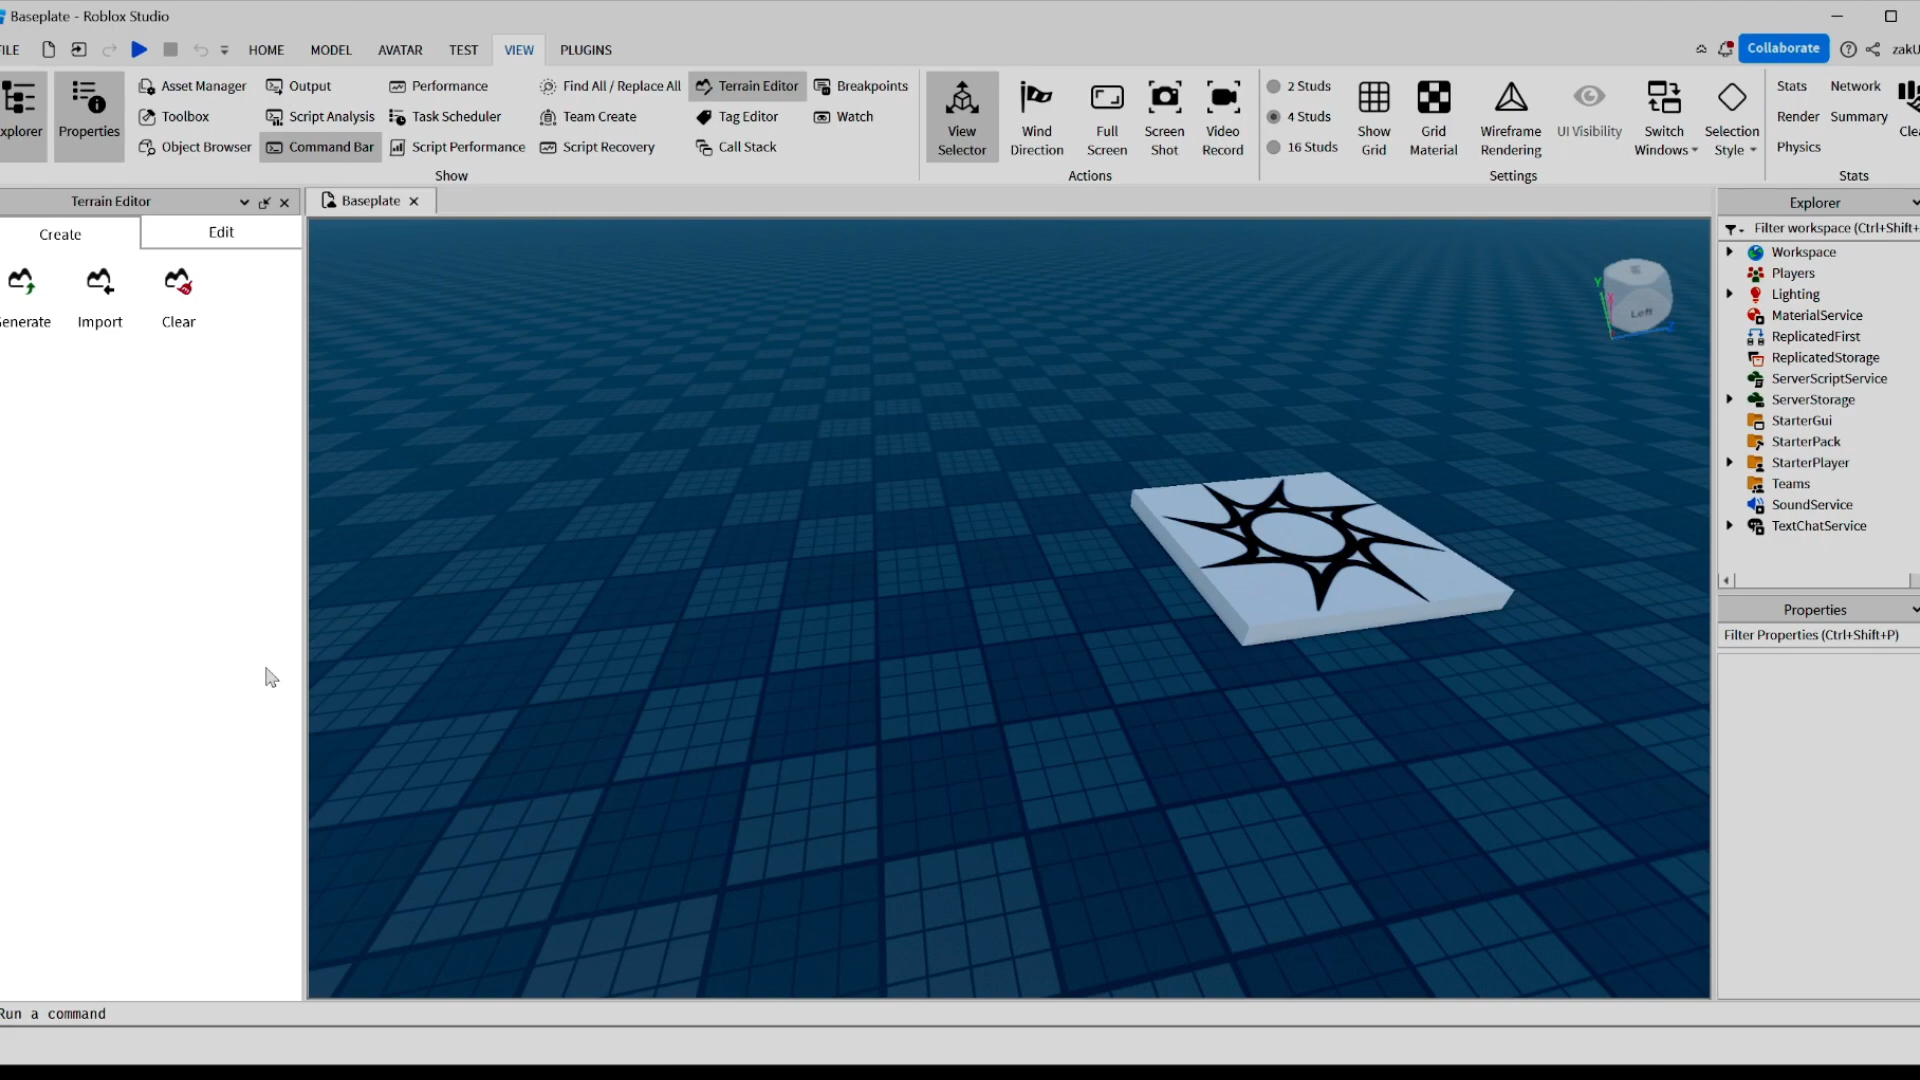 Baseplate - Roblox Studio
HOME MODEL AVATAR TEST VIEW PLUGINS
Collaborate
Asset Manager Output Performance Find All / Replace All Terrain Editor Breakpoints
Toolbox Script Analysis Task Scheduler Team Create Tag Editor Watch
Object Browser Command Bar Script Performance Script Recovery Call Stack
Properties
Show
View Selector
Wind Direction
Full Screen
Screen Shot
Video Record
Actions
2 Studs
4 Studs
16 Studs
Show Grid
Grid Material
Wireframe Rendering
UI Visibility
Switch Windows
Selection Style
Settings
Stats Network
Render Summary
Physics
Stats
Terrain Editor
Create Edit
Import Clear
Baseplate
Left
Y
Z
Explorer
Filter workspace (Ctrl+Shift+
Workspace
Players
Lighting
MaterialService
ReplicatedFirst
ReplicatedStorage
ServerScriptService
ServerStorage
StarterGui
StarterPack
StarterPlayer
Teams
SoundService
TextChatService
Properties
Filter Properties (Ctrl+Shift+P)
Run a command